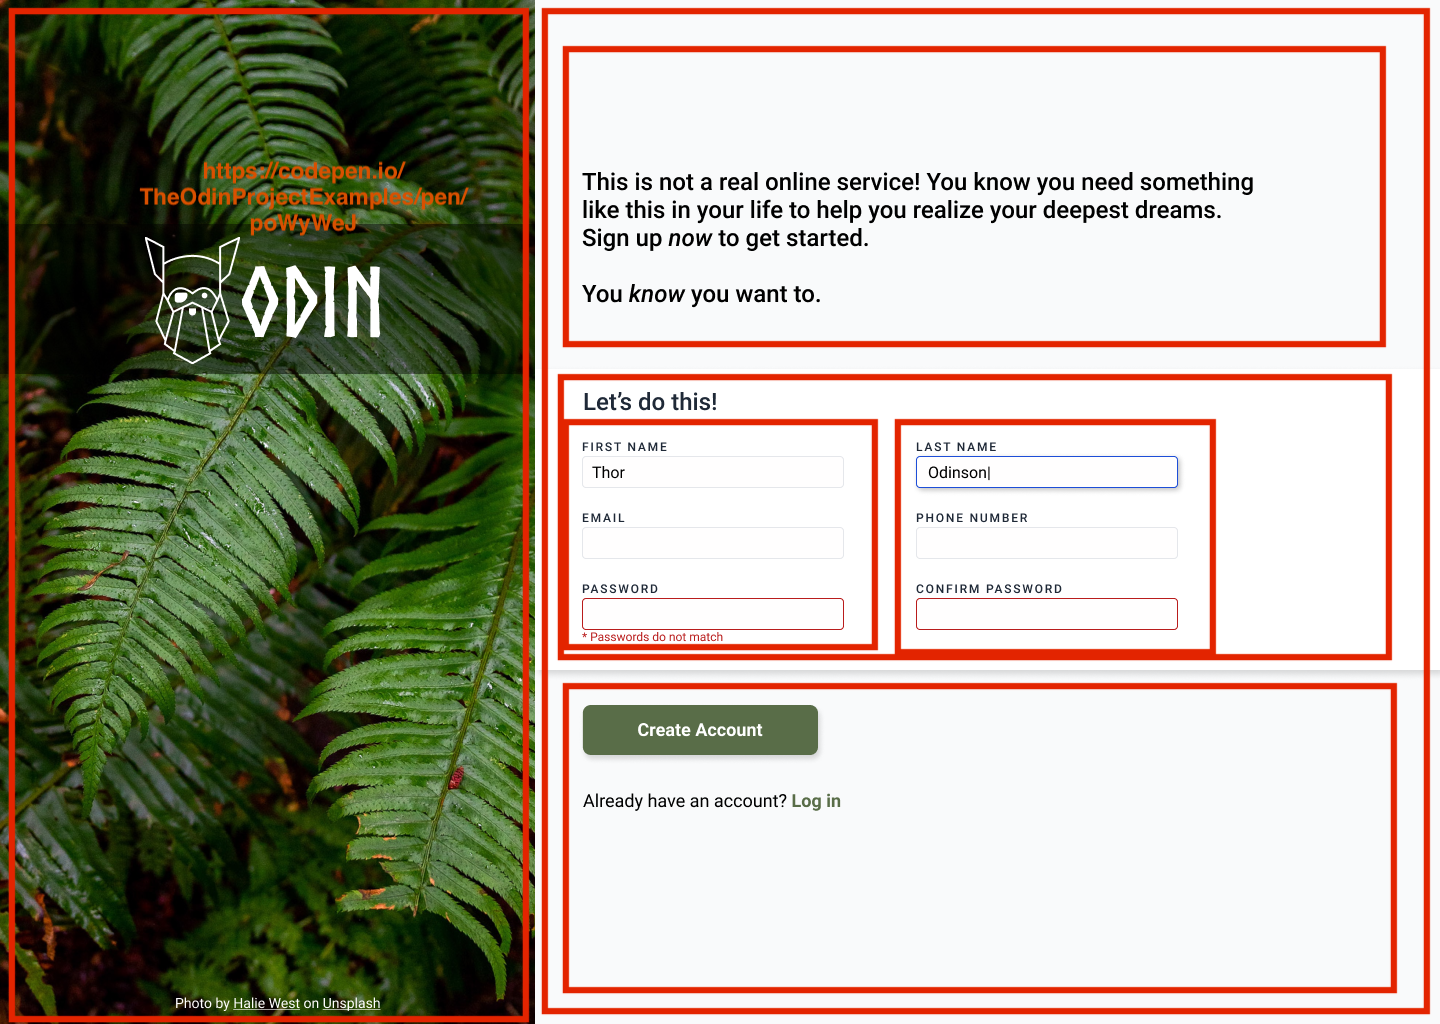 https://codepen.io/
TheOdinProjectExamples/pen/
poWyWeJ
ODIN
Photo by Halie West on Unsplash
This is not a real online service! You know you need something
like this in your life to help you realize your deepest dreams.
Sign up now to get started.
You know you want to.
Let’s do this!
FIRST NAME
Thor
LAST NAME
Odinson|
EMAIL
PHONE NUMBER
PASSWORD
CONFIRM PASSWORD
* Passwords do not match
Create Account
Already have an account? Log in